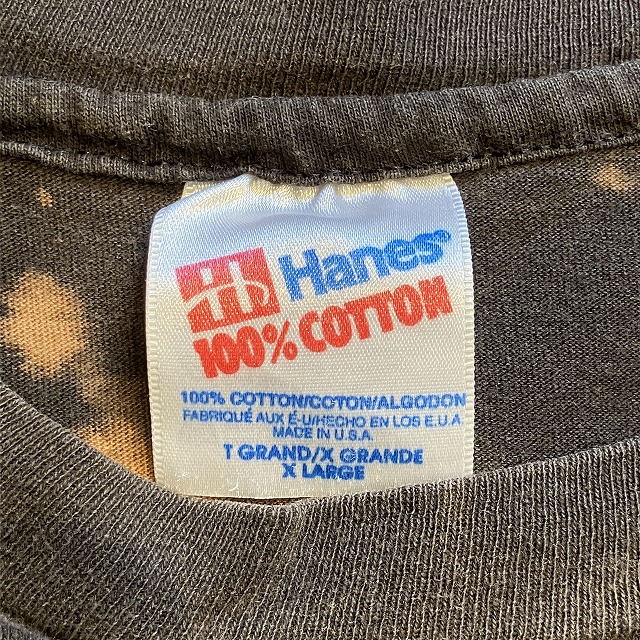 H Hanes®
100% COTTON
100% COTTON/COTON/ALGODON
FABRIQUÉ AUX É-U/HECHO EN LOS E.U.A.
MADE IN U.S.A.
T GRAND/X GRANDE
X LARGE